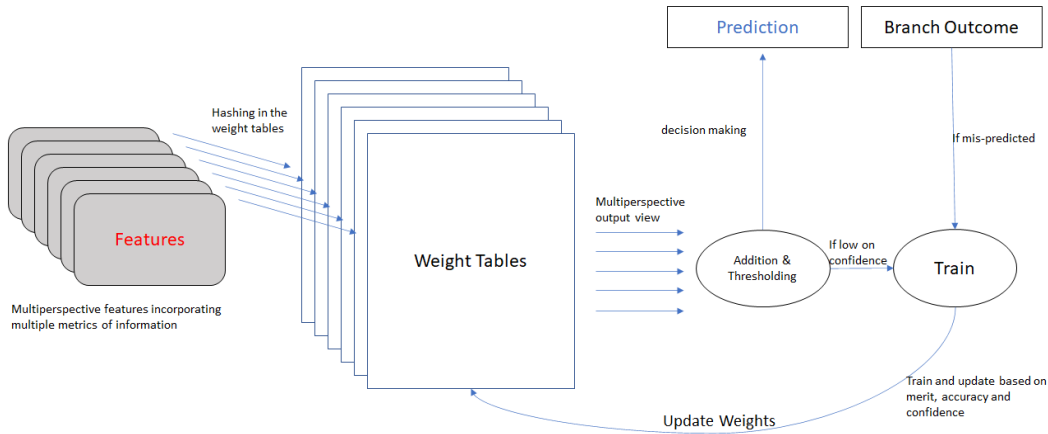 Prediction
Branch Outcome
Hashing in the
weight tables
decision making
If mis-predicted
Features
Multiperspective
output view
Weight Tables
Addition &
Thresholding
If low on
confidence
Train
Multiperspective features incorporating
multiple metrics of information
Train and update based on
merit, accuracy and
confidence
Update Weights